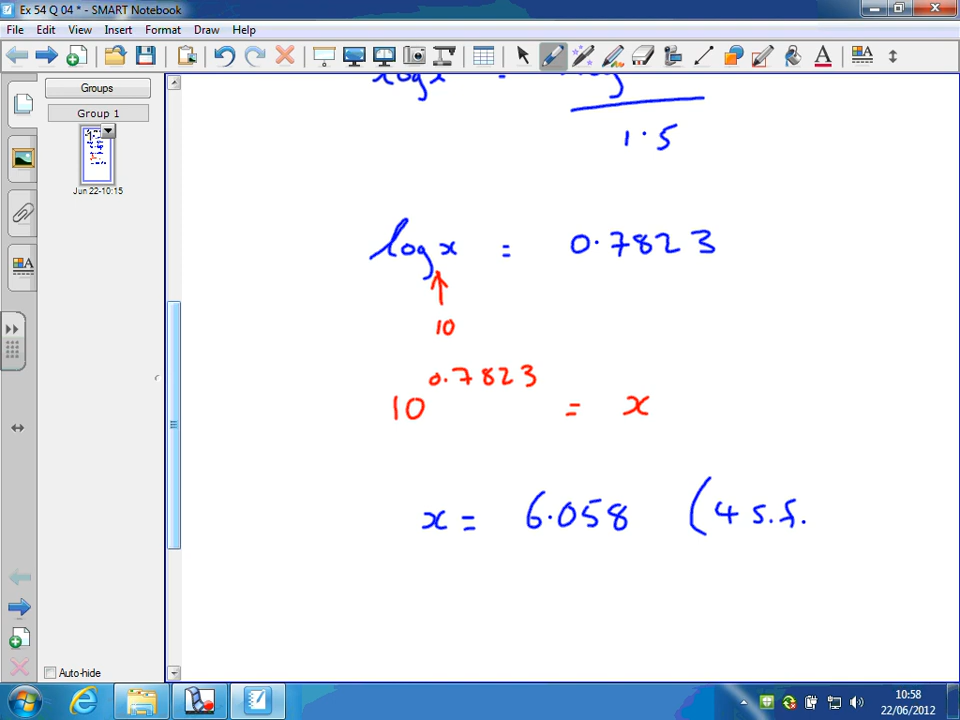 Ex 54 Q 04 * - SMART Notebook
File Edit View Insert Format Draw Help
Groups
Group 1
Jun 22-10:15
log x =
1.5
log x = 0.7823
10
10^0.7823 = x
x = 6.058 (4 s.f.
Auto-hide
10:58
22/06/2012